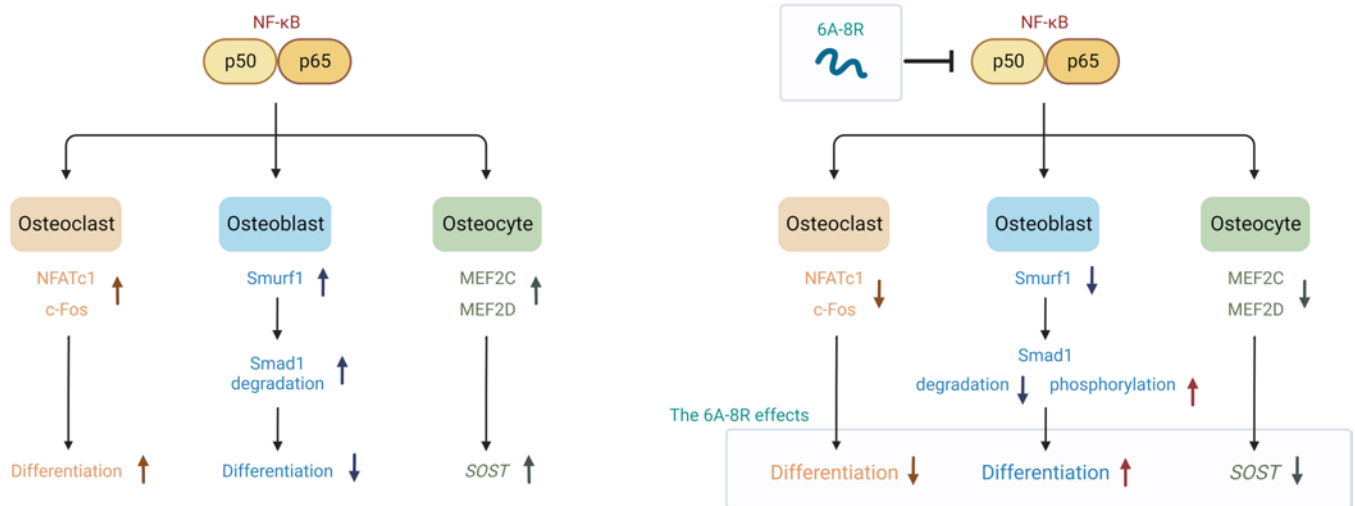 NF-κB
p50
p65
Osteoclast
Osteoblast
Osteocyte
NFATc1
c-Fos
Smurf1
MEF2C
MEF2D
Smad1
degradation
Differentiation
Differentiation
SOST
6A-8R
NF-κB
p50
p65
Osteoclast
Osteoblast
Osteocyte
NFATc1
c-Fos
Smurf1
MEF2C
MEF2D
Smad1
degradation
phosphorylation
The 6A-8R effects
Differentiation
Differentiation
SOST